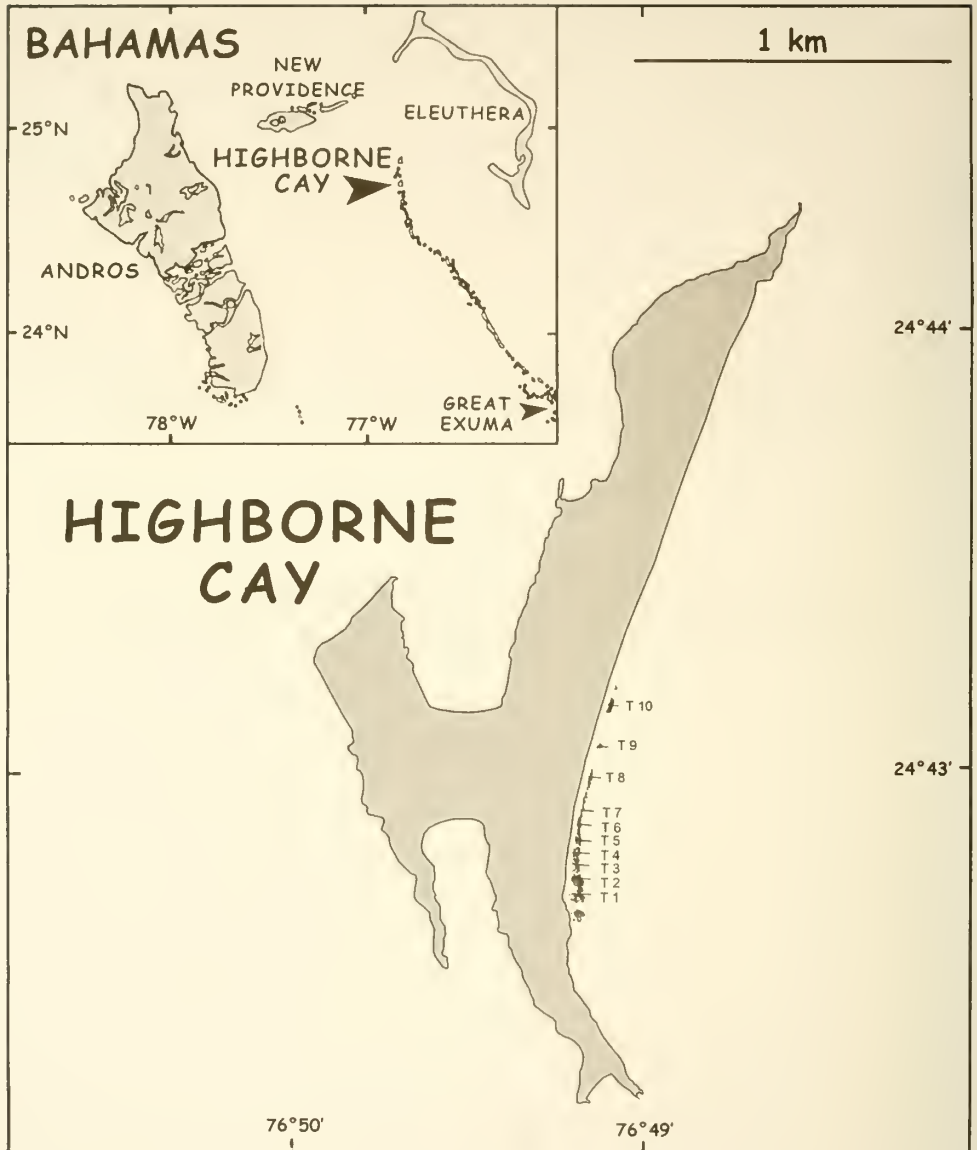 BAHAMAS
NEW
PROVIDENCE
ELEUTHERA
25°N
HIGHBORNE
CAY
ANDROS
24°N
GREAT
EXUMA
78°W
77°W
1 km
24°44'
HIGHBORNE
CAY
T 10
T 9
T 8
24°43'
T 7
T 6
T 5
T 4
T 3
T 2
T 1
76°50'
76°49'